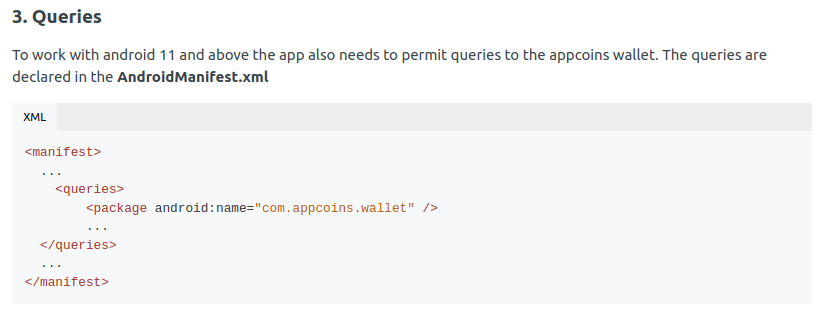 3. Queries
To work with android 11 and above the app also needs to permit queries to the appcoins wallet. The queries are
declared in the AndroidManifest.xml
XML
<manifest>
  ...
    <queries>
        <package android:name="com.appcoins.wallet" />
        ...
  </queries>
  ...
</manifest>